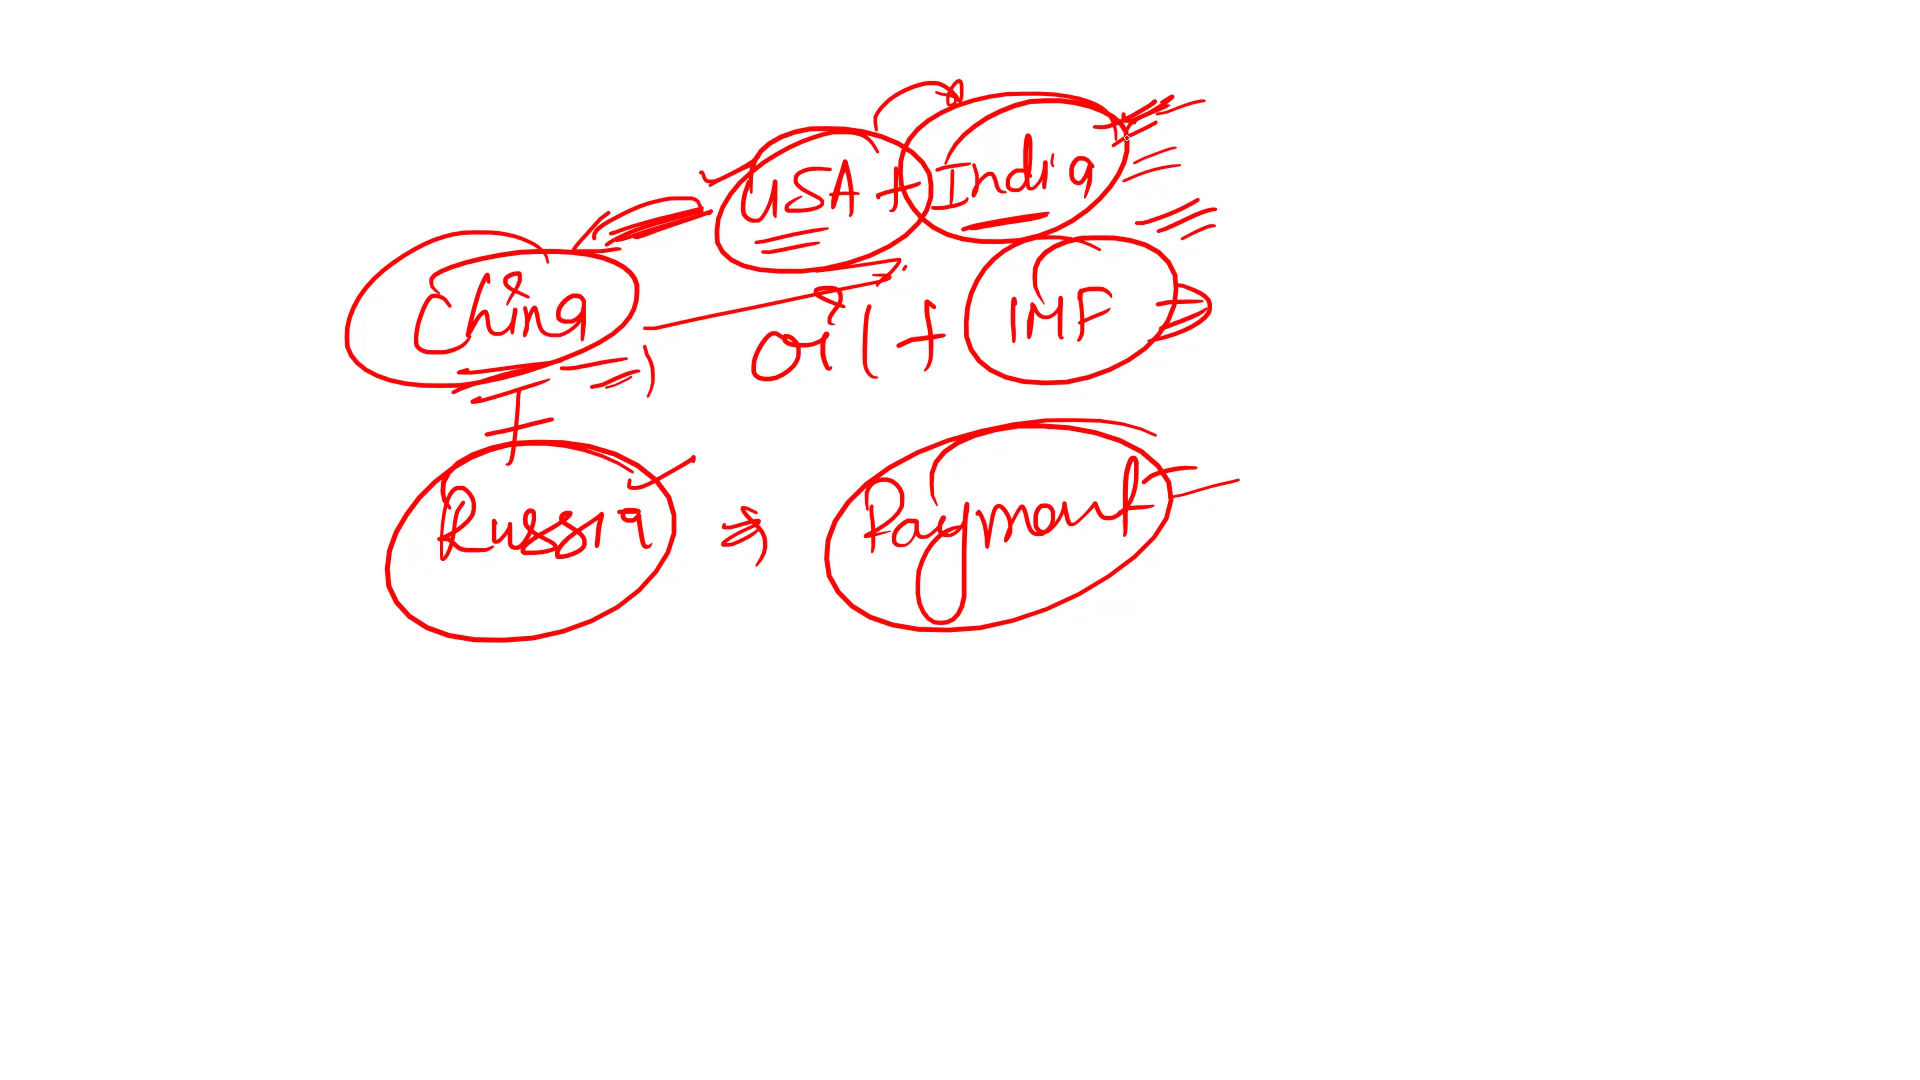 USA + India
China
Oil + IMF
Russia ⇒ Payment